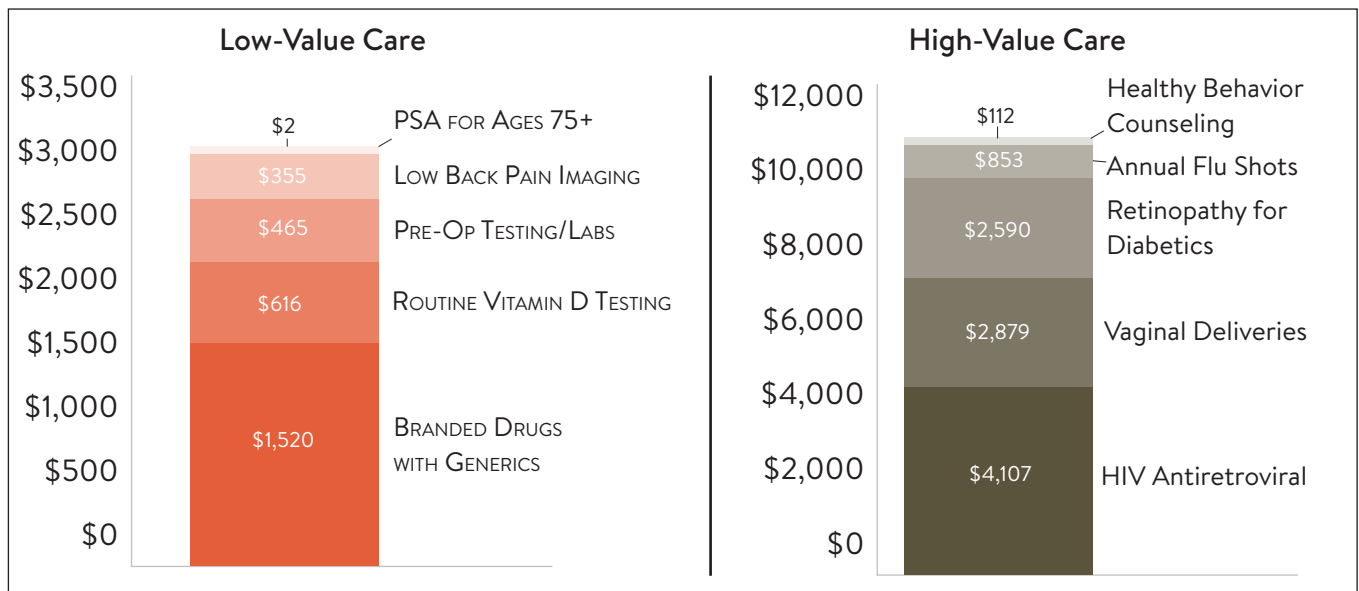 Low-Value Care
$3,500
$3,000
$2,500
$2,000
$1,500
$1,000
$500
$0
$2
$355
$465
$616
$1,520
PSA for Ages 75+
Low Back Pain Imaging
Pre-Op Testing/Labs
Routine Vitamin D Testing
Branded Drugs
with Generics
High-Value Care
$12,000
$10,000
$8,000
$6,000
$4,000
$2,000
$0
$112
$853
$2,590
$2,879
$4,107
Healthy Behavior
Counseling
Annual Flu Shots
Retinopathy for
Diabetics
Vaginal Deliveries
HIV Antiretroviral